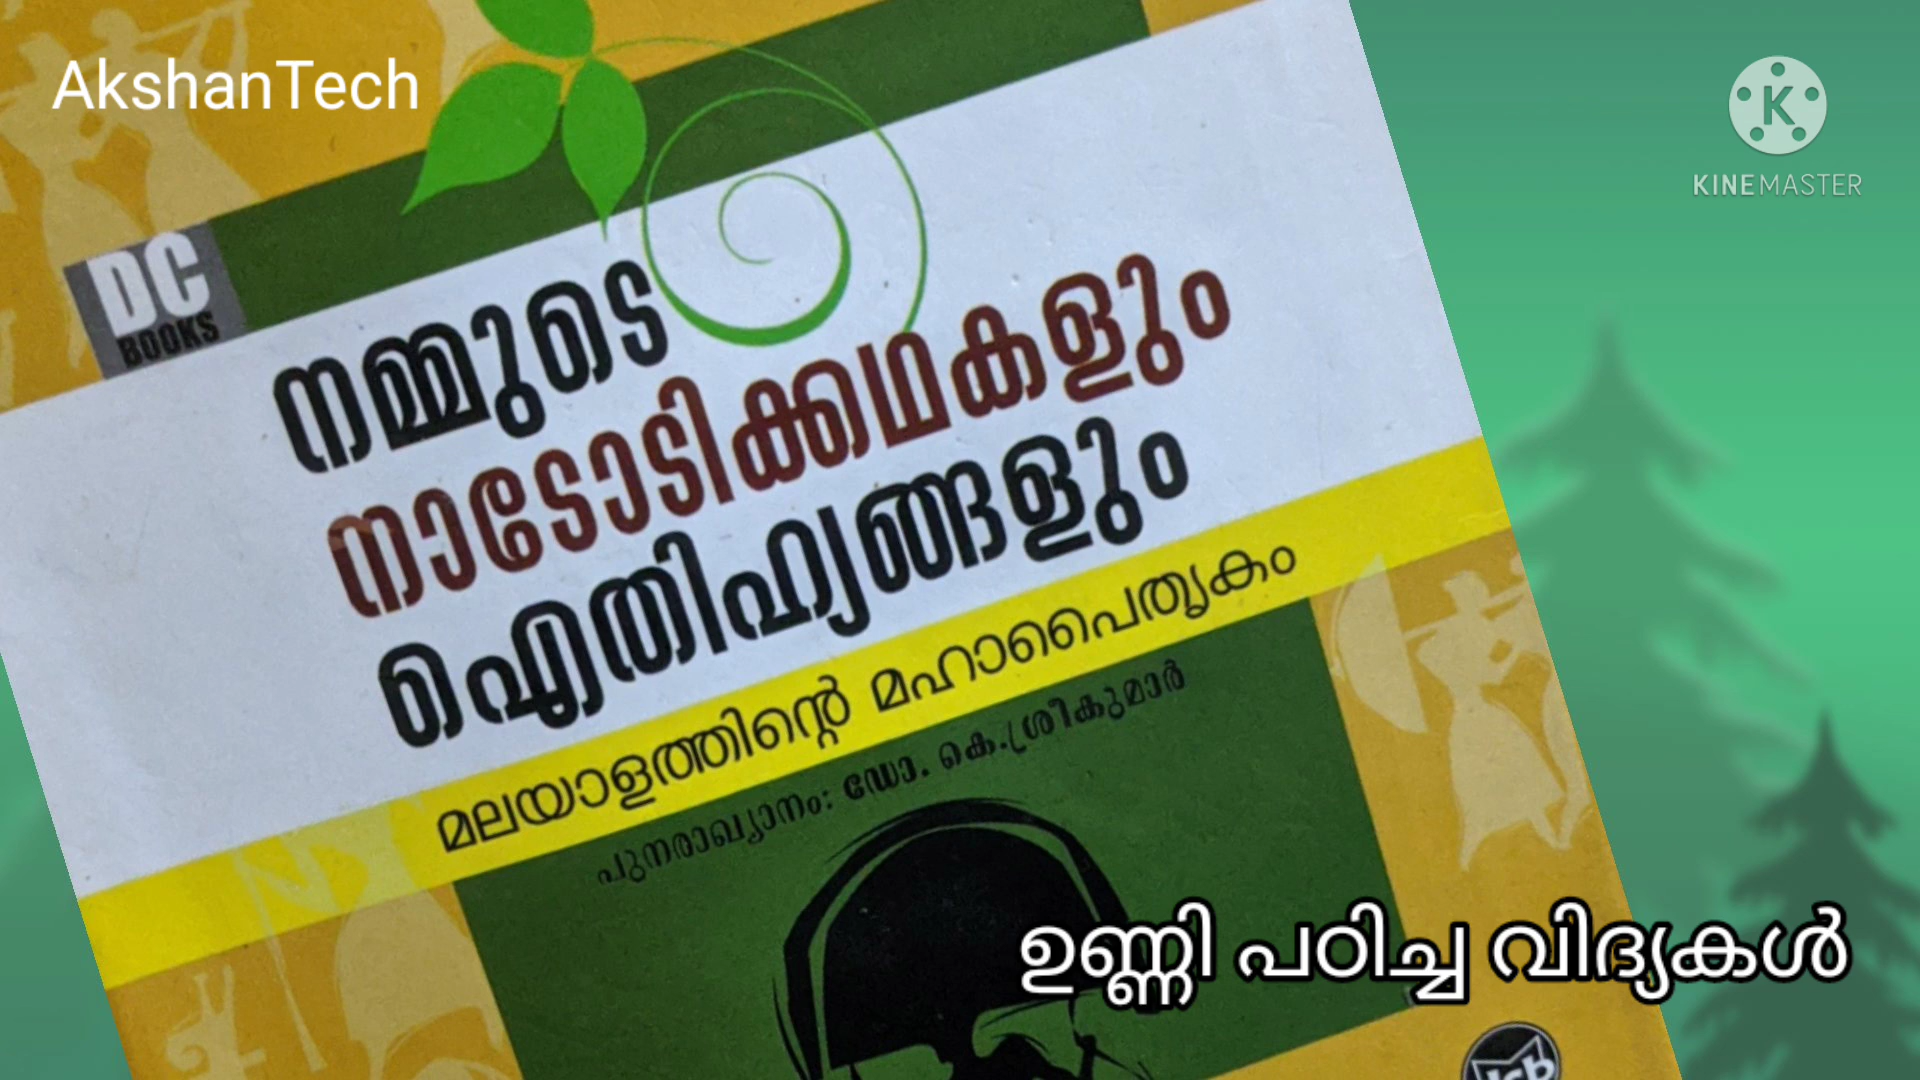 AkshanTech
K
KINEMASTER
DC
BOOKS
നമ്മുടെ
നാടോടിക്കഥകളും
ഐതിഹ്യങ്ങളും
മലയാളത്തിന്റെ മഹാപൈതൃകം
പുനരാഖ്യാനം: ഡോ. കെ.ശ്രീകുമാർ
ഉണ്ണി പഠിച്ച വിദ്യകൾ